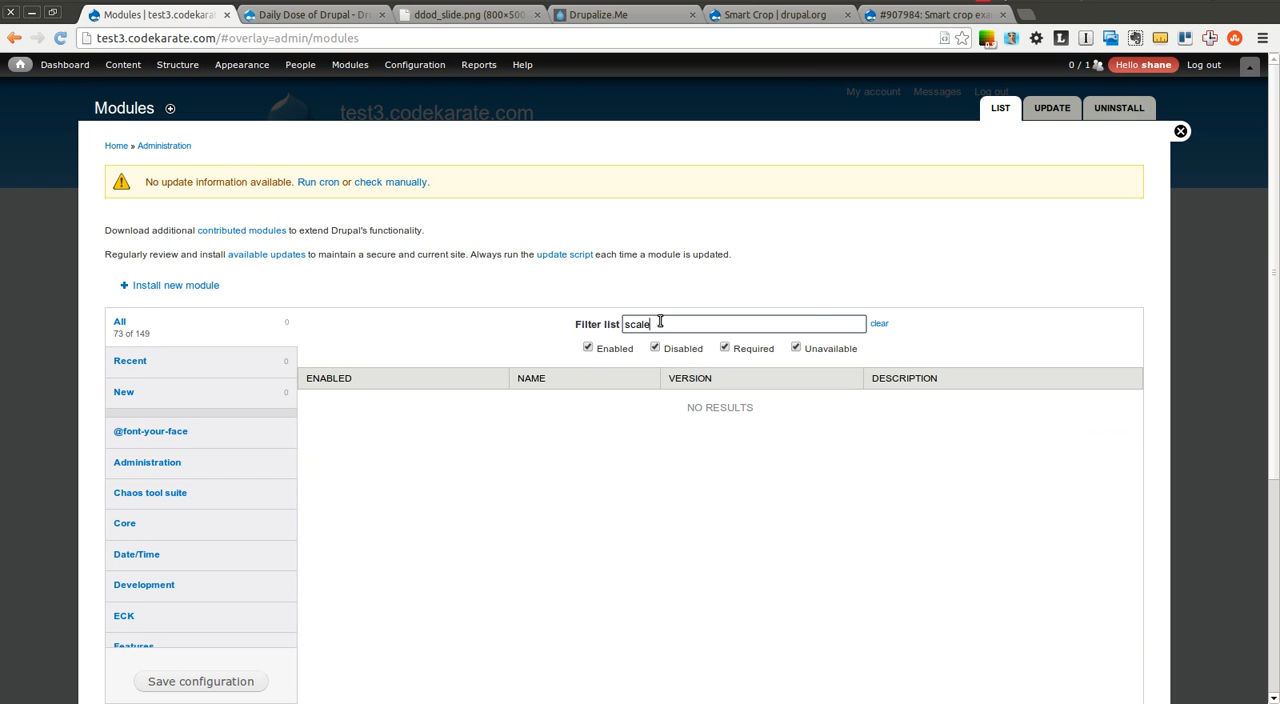 Modules | test3.codekara
Daily Dose of Drupal - Dr
ddod_slide.png (800×500
Drupalize.Me
Smart Crop | drupal.org
#907984: Smart crop exa
test3.codekarate.com/#overlay=admin/modules
Dashboard Content Structure Appearance People Modules Configuration Reports Help
0 / 1 Hello shane Log out
My account Messages Log out
Modules
test3.codekarate.com
LIST UPDATE UNINSTALL
Home » Administration
No update information available. Run cron or check manually.
Download additional contributed modules to extend Drupal's functionality.
Regularly review and install available updates to maintain a secure and current site. Always run the update script each time a module is updated.
Install new module
All 0
73 of 149
Recent 0
New 0
@font-your-face
Administration
Chaos tool suite
Core
Date/Time
Development
ECK
Features
Save configuration
Filter list scale clear
Enabled Disabled Required Unavailable
ENABLED NAME VERSION DESCRIPTION
NO RESULTS